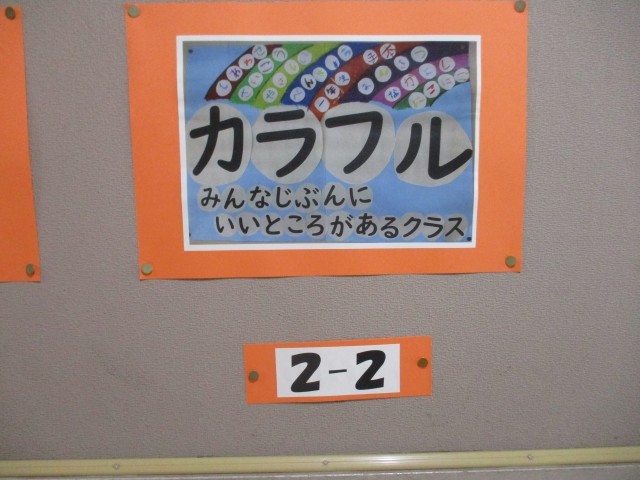 カラフル
みんなじぶんに
いいところがあるクラス
2-2